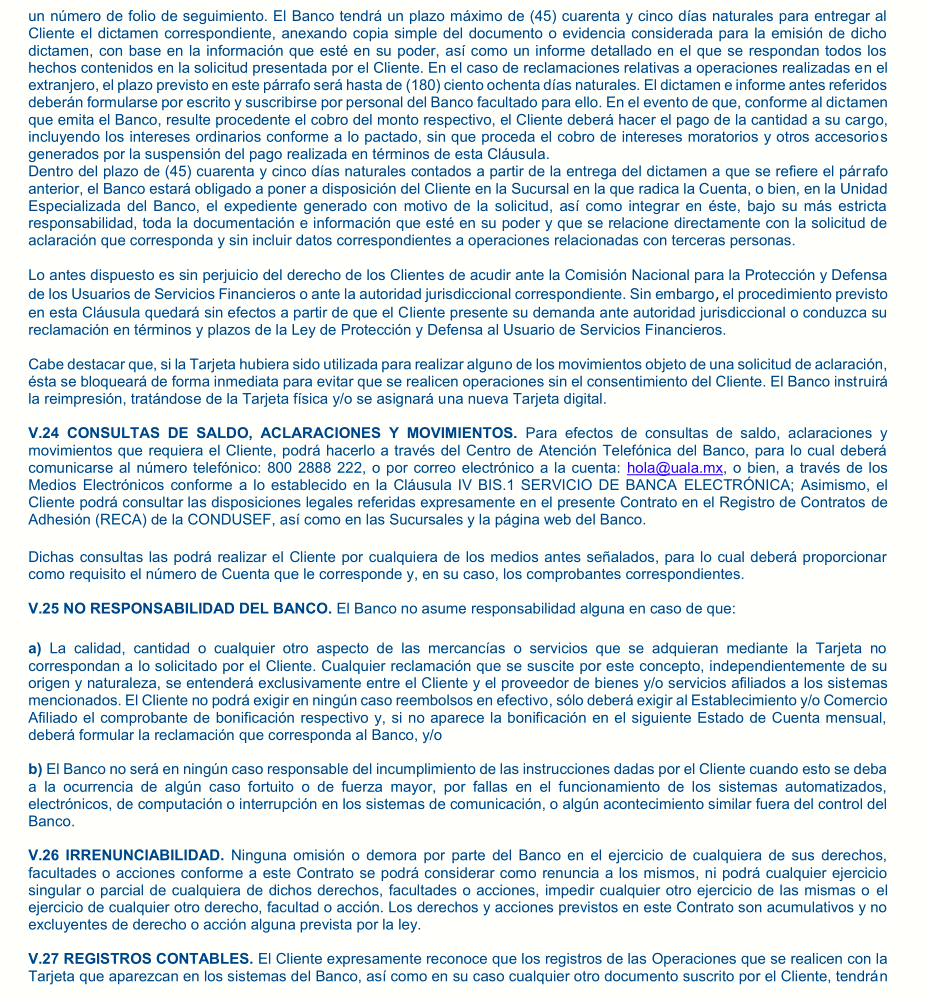 un número de folio de seguimiento. El Banco tendrá un plazo máximo de (45) cuarenta y cinco días naturales para entregar al
Cliente el dictamen correspondiente, anexando copia simple del documento o evidencia considerada para la emisión de dicho
dictamen, con base en la información que esté en su poder, así como un informe detallado en el que se respondan todos los
hechos contenidos en la solicitud presentada por el Cliente. En el caso de reclamaciones relativas a operaciones realizadas en el
extranjero, el plazo previsto en este párrafo será hasta de (180) ciento ochenta días naturales. El dictamen e informe antes referidos
deberán formularse por escrito y suscribirse por personal del Banco facultado para ello. En el evento de que, conforme al dictamen
que emita el Banco, resulte procedente el cobro del monto respectivo, el Cliente deberá hacer el pago de la cantidad a su cargo,
incluyendo los intereses ordinarios conforme a lo pactado, sin que proceda el cobro de intereses moratorios y otros accesorios
generados por la suspensión del pago realizada en términos de esta Cláusula.
Dentro del plazo de (45) cuarenta y cinco días naturales contados a partir de la entrega del dictamen a que se refiere el párrafo
anterior, el Banco estará obligado a poner a disposición del Cliente en la Sucursal en la que radica la Cuenta, o bien, en la Unidad
Especializada del Banco, el expediente generado con motivo de la solicitud, así como integrar en éste, bajo su más estricta
responsabilidad, toda la documentación e información que esté en su poder y que se relacione directamente con la solicitud de
aclaración que corresponda y sin incluir datos correspondientes a operaciones relacionadas con terceras personas.
Lo antes dispuesto es sin perjuicio del derecho de los Clientes de acudir ante la Comisión Nacional para la Protección y Defensa
de los Usuarios de Servicios Financieros o ante la autoridad jurisdiccional correspondiente. Sin embargo, el procedimiento previsto
en esta Cláusula quedará sin efectos a partir de que el Cliente presente su demanda ante autoridad jurisdiccional o conduzca su
reclamación en términos y plazos de la Ley de Protección y Defensa al Usuario de Servicios Financieros.
Cabe destacar que, si la Tarjeta hubiera sido utilizada para realizar alguno de los movimientos objeto de una solicitud de aclaración,
ésta se bloqueará de forma inmediata para evitar que se realicen operaciones sin el consentimiento del Cliente. El Banco instruirá
la reimpresión, tratándose de la Tarjeta física y/o se asignará una nueva Tarjeta digital.
V.24 CONSULTAS DE SALDO, ACLARACIONES Y MOVIMIENTOS. Para efectos de consultas de saldo, aclaraciones y
movimientos que requiera el Cliente, podrá hacerlo a través del Centro de Atención Telefónica del Banco, para lo cual deberá
comunicarse al número telefónico: 800 2888 222, o por correo electrónico a la cuenta: hola@uala.mx, o bien, a través de los
Medios Electrónicos conforme a lo establecido en la Cláusula IV BIS.1 SERVICIO DE BANCA ELECTRÓNICA; Asimismo, el
Cliente podrá consultar las disposiciones legales referidas expresamente en el presente Contrato en el Registro de Contratos de
Adhesión (RECA) de la CONDUSEF, así como en las Sucursales y la página web del Banco.
Dichas consultas las podrá realizar el Cliente por cualquiera de los medios antes señalados, para lo cual deberá proporcionar
como requisito el número de Cuenta que le corresponde y, en su caso, los comprobantes correspondientes.
V.25 NO RESPONSABILIDAD DEL BANCO. El Banco no asume responsabilidad alguna en caso de que:
a) La calidad, cantidad o cualquier otro aspecto de las mercancías o servicios que se adquieran mediante la Tarjeta no
correspondan a lo solicitado por el Cliente. Cualquier reclamación que se suscite por este concepto, independientemente de su
origen y naturaleza, se entenderá exclusivamente entre el Cliente y el proveedor de bienes y/o servicios afiliados a los sistemas
mencionados. El Cliente no podrá exigir en ningún caso reembolsos en efectivo, sólo deberá exigir al Establecimiento y/o Comercio
Afiliado el comprobante de bonificación respectivo y, si no aparece la bonificación en el siguiente Estado de Cuenta mensual,
deberá formular la reclamación que corresponda al Banco, y/o
b) El Banco no será en ningún caso responsable del incumplimiento de las instrucciones dadas por el Cliente cuando esto se deba
a la ocurrencia de algún caso fortuito o de fuerza mayor, por fallas en el funcionamiento de los sistemas automatizados,
electrónicos, de computación o interrupción en los sistemas de comunicación, o algún acontecimiento similar fuera del control del
Banco.
V.26 IRRENUNCIABILIDAD. Ninguna omisión o demora por parte del Banco en el ejercicio de cualquiera de sus derechos,
facultades o acciones conforme a este Contrato se podrá considerar como renuncia a los mismos, ni podrá cualquier ejercicio
singular o parcial de cualquiera de dichos derechos, facultades o acciones, impedir cualquier otro ejercicio de las mismas o el
ejercicio de cualquier otro derecho, facultad o acción. Los derechos y acciones previstos en este Contrato son acumulativos y no
excluyentes de derecho o acción alguna prevista por la ley.
V.27 REGISTROS CONTABLES. El Cliente expresamente reconoce que los registros de las Operaciones que se realicen con la
Tarjeta que aparezcan en los sistemas del Banco, así como en su caso cualquier otro documento suscrito por el Cliente, tendrán